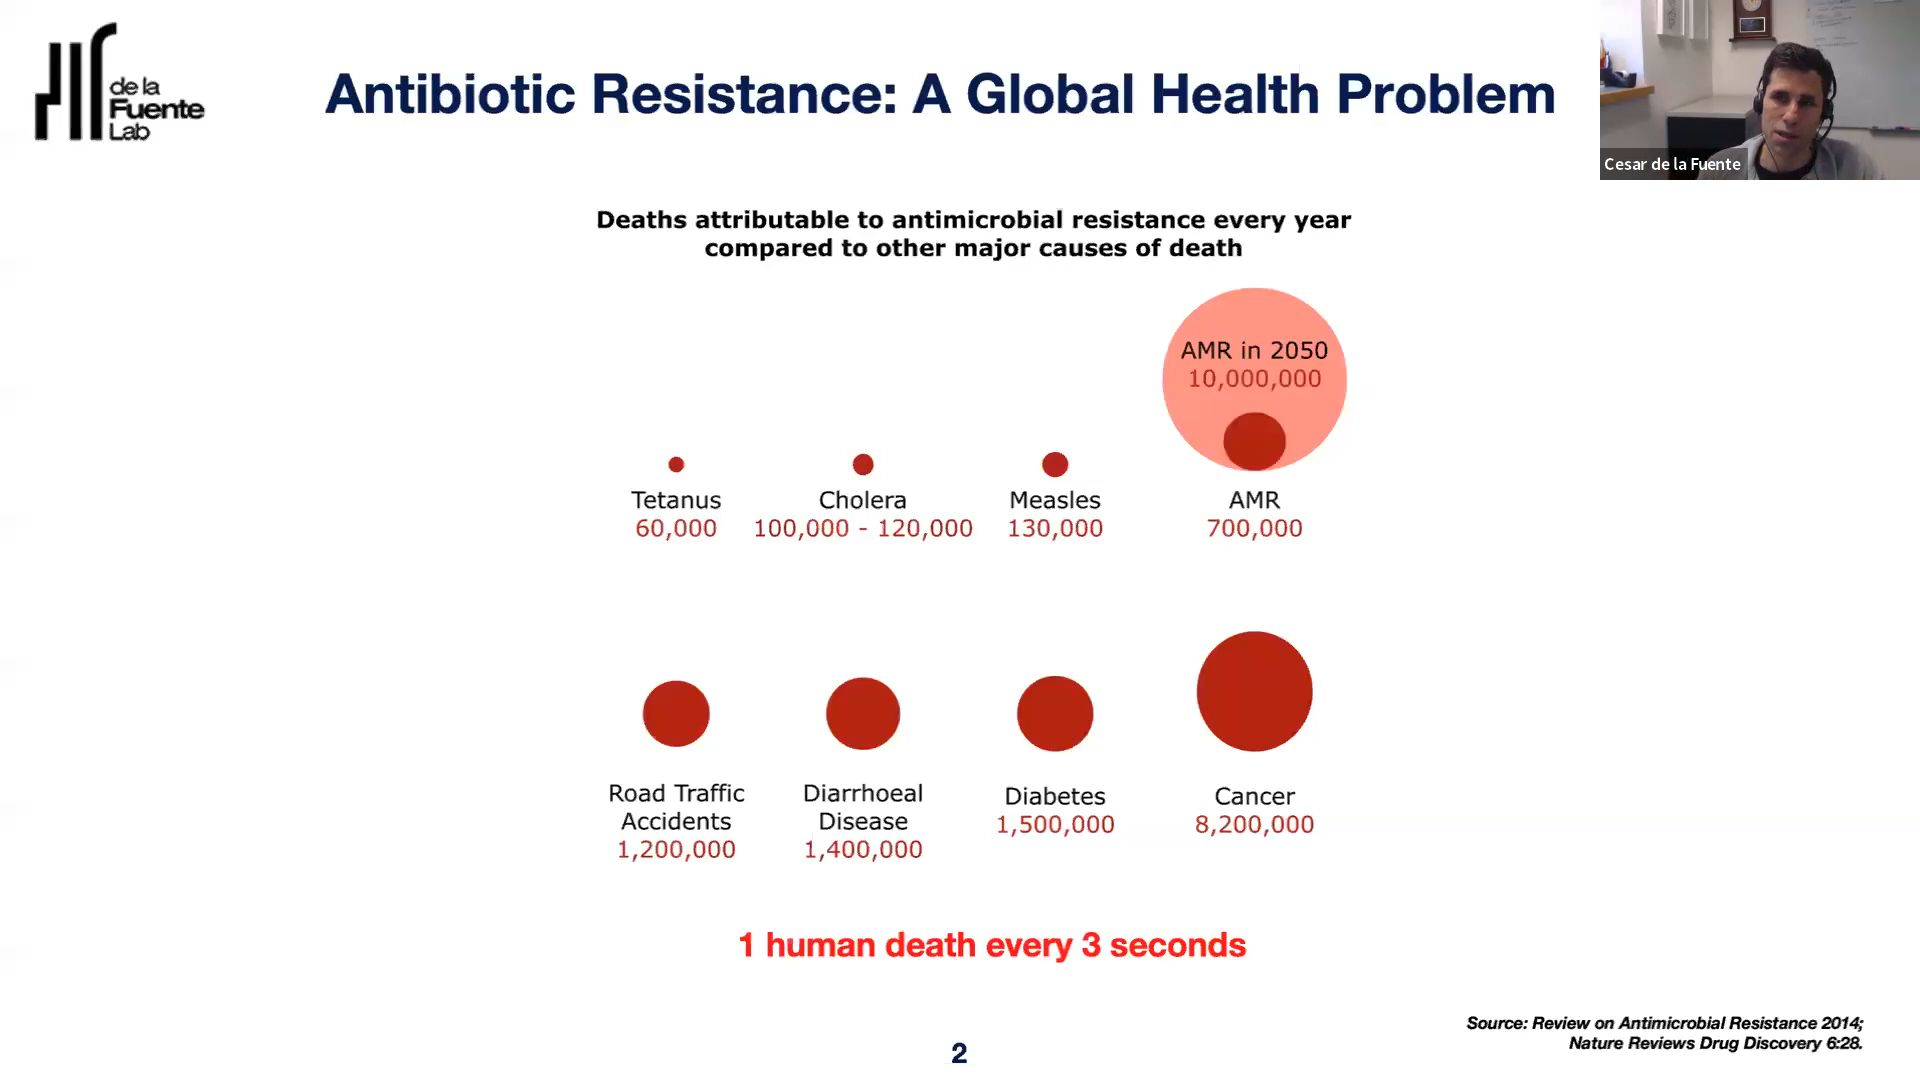 de la
Fuente
Lab
Antibiotic Resistance: A Global Health Problem
Cesar de la Fuente
Deaths attributable to antimicrobial resistance every year
compared to other major causes of death
AMR in 2050
10,000,000
Tetanus
60,000
Cholera
100,000 - 120,000
Measles
130,000
AMR
700,000
Road Traffic
Accidents
1,200,000
Diarrhoeal
Disease
1,400,000
Diabetes
1,500,000
Cancer
8,200,000
1 human death every 3 seconds
Source: Review on Antimicrobial Resistance 2014;
Nature Reviews Drug Discovery 6:28.
2